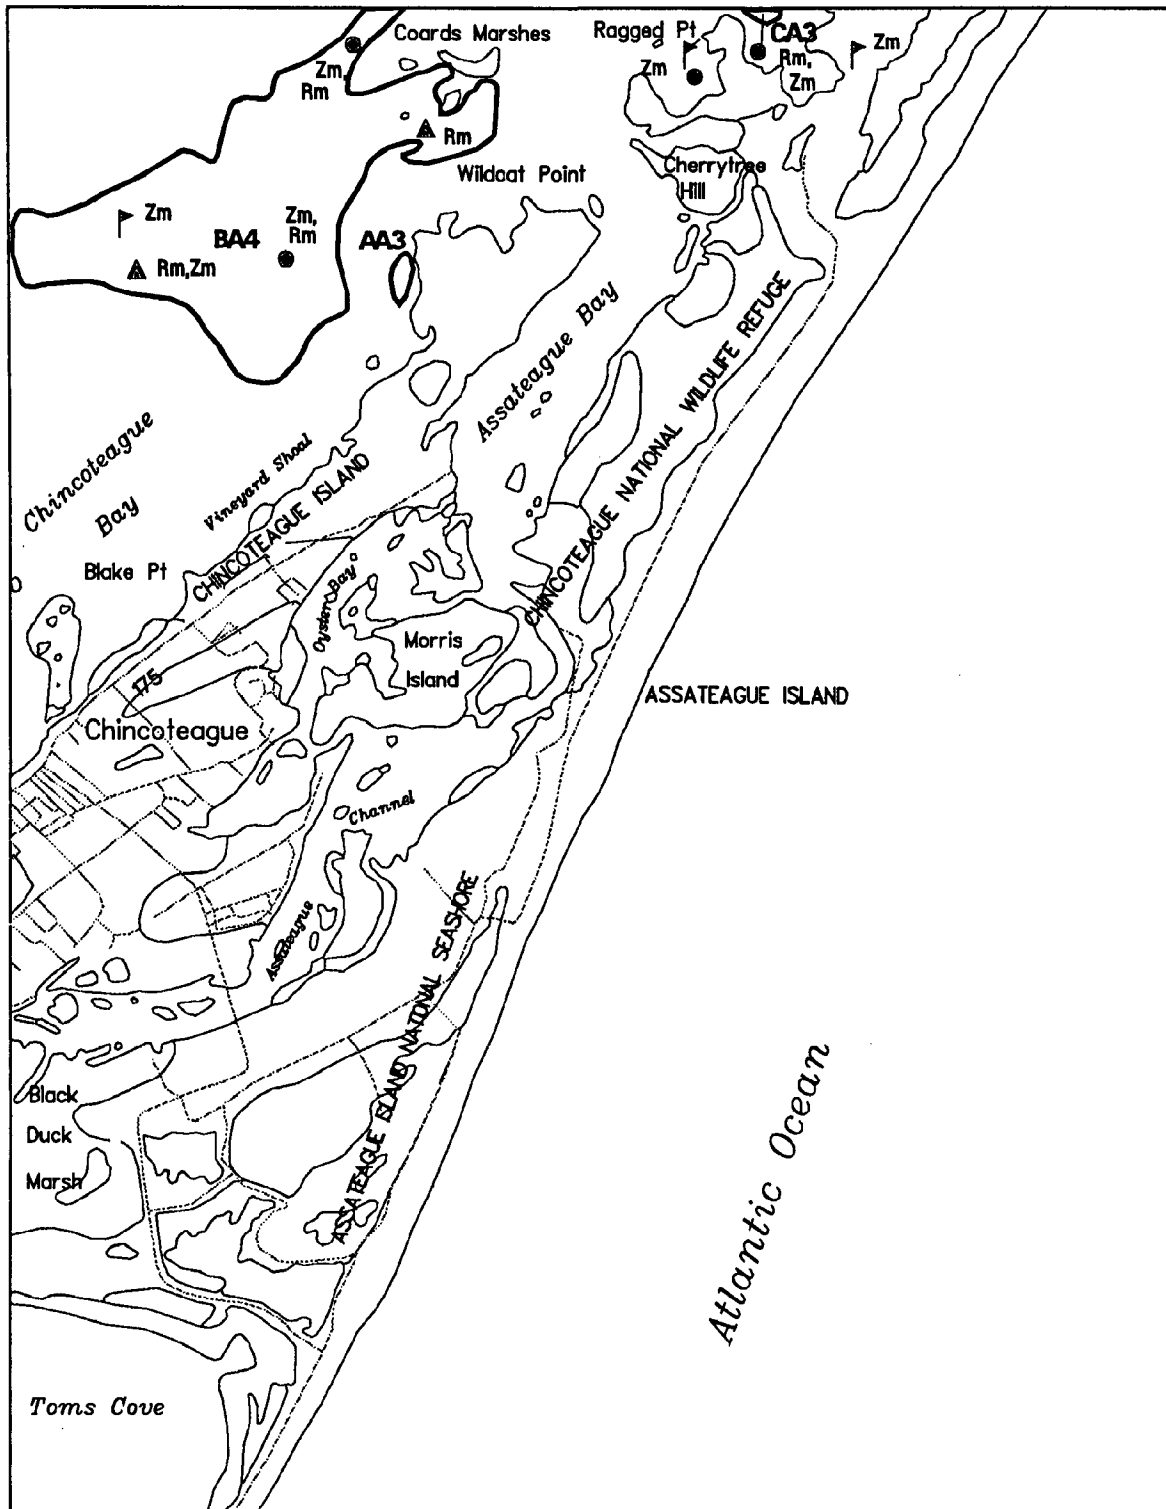 Coards Marshes
Ragged Pt
CA3
Zm
Zm,
Rm
Zm
Rm,
Zm
Rm
Wildcat Point
Cherrytree
Hill
Zm
Zm,
Rm
BA4
AA3
Rm,Zm
Assateague Bay
CHINCOTEAGUE NATIONAL WILDLIFE REFUGE
Chincoteague
Bay
Vineyard Shoal
CHINCOTEAGUE ISLAND
Blake Pt
Oyster Bay
Morris
Island
175
ASSATEAGUE ISLAND
Chincoteague
Channel
Assateague
ASSATEAGUE ISLAND NATIONAL SEASHORE
Black
Duck
Marsh
Atlantic Ocean
Toms Cove